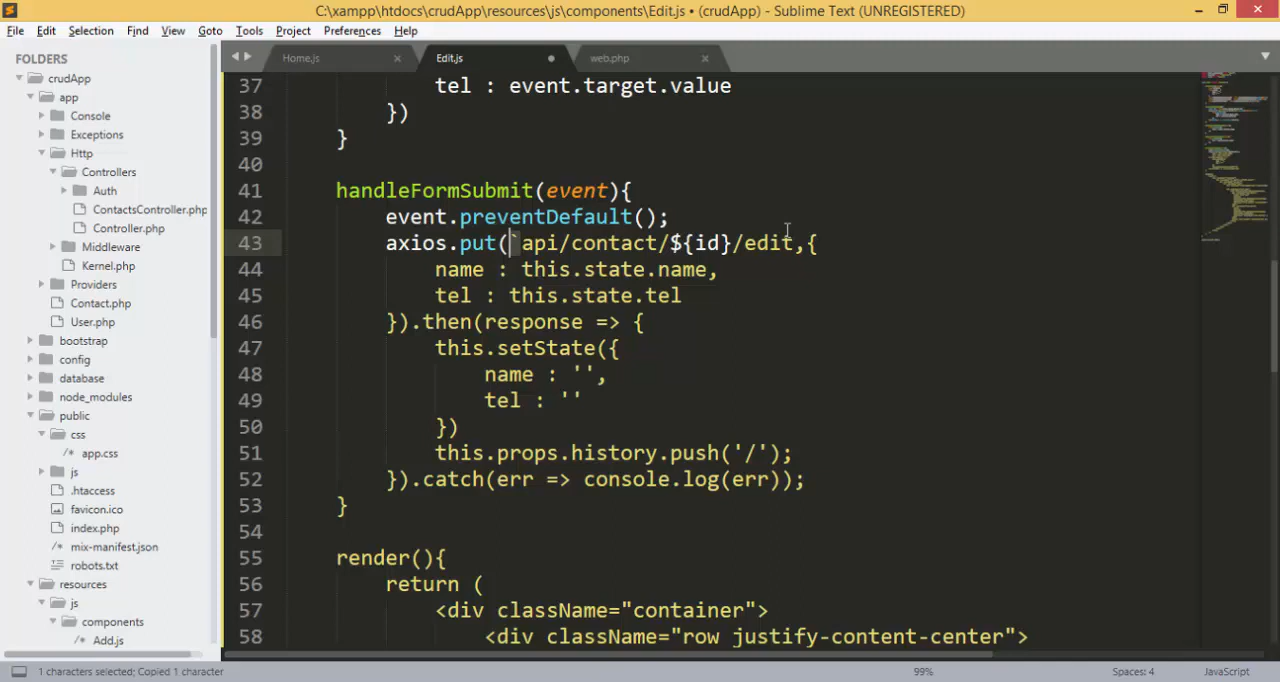 C:\xampp\htdocs\crudApp\resources\js\components\Edit.js • (crudApp) - Sublime Text (UNREGISTERED)
File Edit Selection Find View Goto Tools Project Preferences Help
FOLDERS
crudApp
app
Console
Exceptions
Http
Controllers
Auth
ContactsController.php
Controller.php
Middleware
Kernel.php
Providers
Contact.php
User.php
bootstrap
config
database
node_modules
public
css
/* app.css
js
.htaccess
favicon.ico
index.php
mix-manifest.json
robots.txt
resources
js
components
Add.js
Home.js Edit.js web.php
37 tel : event.target.value
38 })
39 }
40
41 handleFormSubmit(event){
42 event.preventDefault();
43 axios.put(`api/contact/${id}/edit,{
44 name : this.state.name,
45 tel : this.state.tel
46 }).then(response => {
47 this.setState({
48 name : '',
49 tel : ''
50 })
51 this.props.history.push('/');
52 }).catch(err => console.log(err));
53 }
54
55 render(){
56 return (
57 <div className="container">
58 <div className="row justify-content-center">
1 characters selected; Copied 1 character 99% Spaces: 4 JavaScript